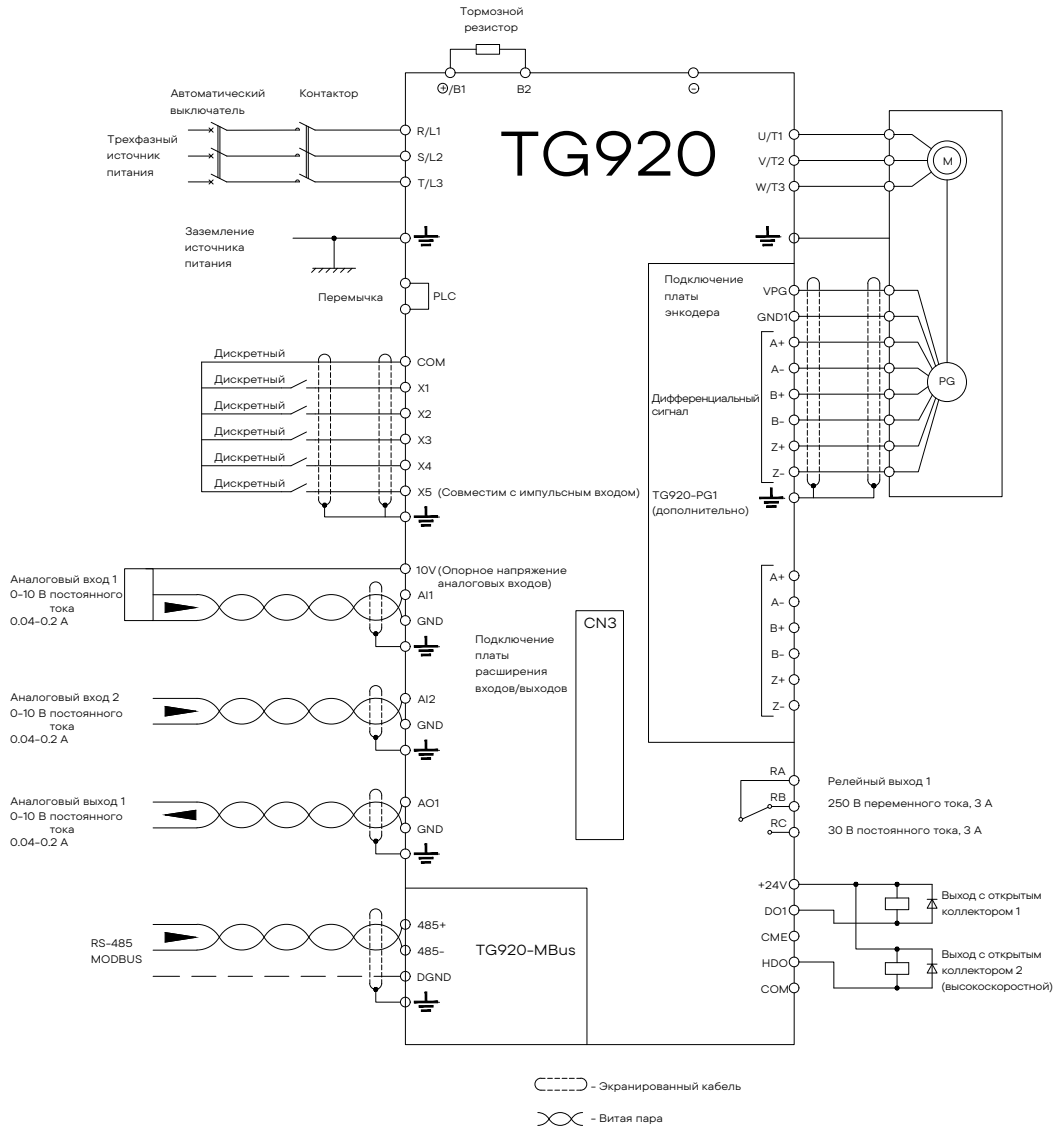 Тормозной
резистор
⊕/B1
B2
⊖
Автоматический
выключатель
Контактор
Трехфазный
источник
питания
R/L1
S/L2
T/L3
TG920
U/T1
V/T2
W/T3
M
Заземление
источника
питания
Перемычка
PLC
Подключение
платы
энкодера
VPG
GND1
A+
A-
B+
B-
Z+
Z-
Дифференциальный
сигнал
PG
TG920-PG1
(дополнительно)
Дискретный
COM
Дискретный
X1
Дискретный
X2
Дискретный
X3
Дискретный
X4
Дискретный
X5 (Совместим с импульсным входом)
10V (Опорное напряжение
аналоговых входов)
Аналоговый вход 1
0-10 В постоянного
тока
0.04-0.2 А
AI1
GND
A+
A-
B+
B-
Z+
Z-
Подключение
платы
расширения
входов/выходов
CN3
Аналоговый вход 2
0-10 В постоянного
тока
0.04-0.2 А
AI2
GND
Аналоговый выход 1
0-10 В постоянного
тока
0.04-0.2 А
AO1
GND
RA
RB
RC
Релейный выход 1
250 В переменного тока, 3 А
30 В постоянного тока, 3 А
RS-485
MODBUS
485+
485-
DGND
TG920-MBus
+24V
DO1
CME
HDO
COM
Выход с открытым
коллектором 1
Выход с открытым
коллектором 2
(высокоскоростной)
- Экранированный кабель
- Витая пара